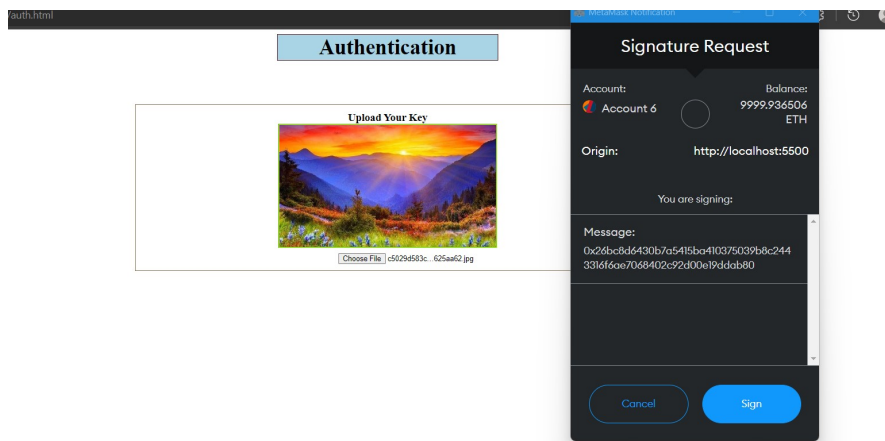 /auth.html
MetaMask Notification
Authentication
Upload Your Key
Choose File c5029d583c...625aa62.jpg
Signature Request
Account:
Balance:
Account 6
9999.936506
ETH
Origin:
http://localhost:5500
You are signing:
Message:
0x26bc8d6430b7a5415ba410375039b8c244
3316f6ae7068402c92d00e19ddab80
Cancel
Sign